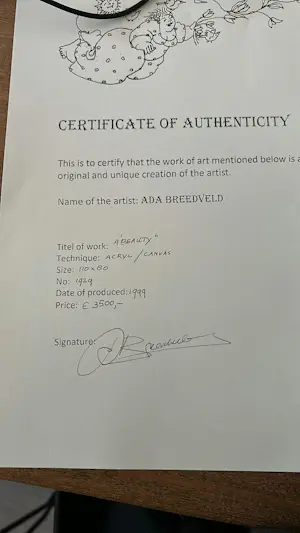 CERTIFICATE OF AUTHENTICITY
This is to certify that the work of art mentioned below is a
original and unique creation of the artist.
Name of the artist: ADA BREEDVELD
Titel of work: "BEAUTY"
Technique: ACRYL/CANVAS
Size: 110x80
No: 1929
Date of produced: 1999
Price: € 3500,-
Signature: